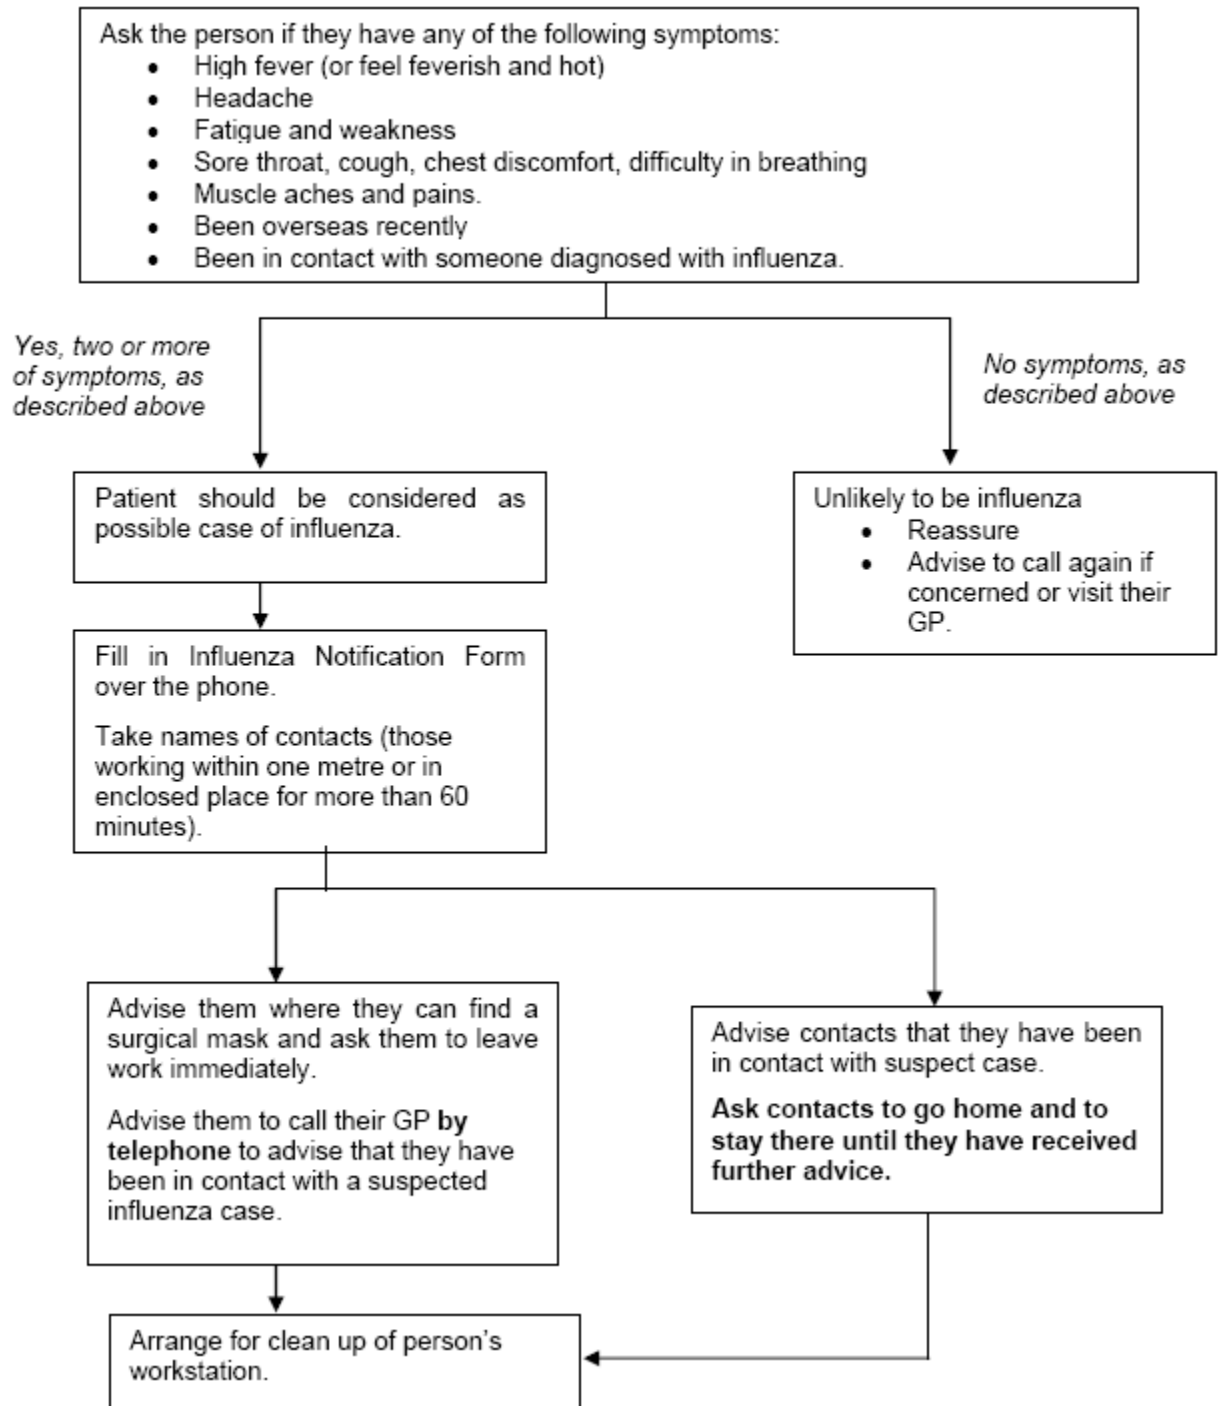 Ask the person if they have any of the following symptoms:
• High fever (or feel feverish and hot)
• Headache
• Fatigue and weakness
• Sore throat, cough, chest discomfort, difficulty in breathing
• Muscle aches and pains.
• Been overseas recently
• Been in contact with someone diagnosed with influenza.
Yes, two or more
of symptoms, as
described above
No symptoms, as
described above
Patient should be considered as
possible case of influenza.
Unlikely to be influenza
• Reassure
• Advise to call again if
concerned or visit their
GP.
Fill in Influenza Notification Form
over the phone.
Take names of contacts (those
working within one metre or in
enclosed place for more than 60
minutes).
Advise them where they can find a
surgical mask and ask them to leave
work immediately.
Advise them to call their GP by
telephone to advise that they have
been in contact with a suspected
influenza case.
Advise contacts that they have been
in contact with suspect case.
Ask contacts to go home and to
stay there until they have received
further advice.
Arrange for clean up of person's
workstation.